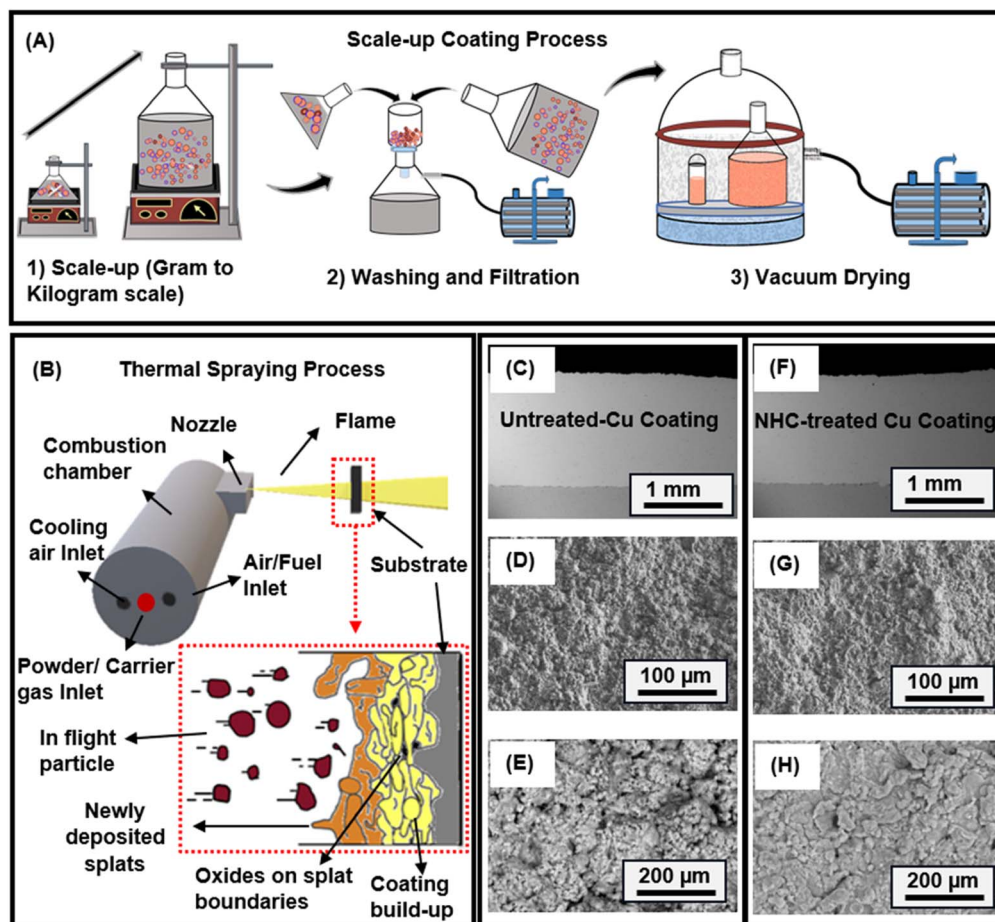 (A)
Scale-up Coating Process
1) Scale-up (Gram to
Kilogram scale)
2) Washing and Filtration
3) Vacuum Drying
(B)
Thermal Spraying Process
Nozzle
Flame
Combustion
chamber
Cooling
air Inlet
Air/Fuel
Inlet
Substrate
Powder/ Carrier
gas Inlet
In flight
particle
Newly
deposited
splats
Oxides on splat
boundaries
Coating
build-up
(C)
Untreated-Cu Coating
1 mm
(D)
100 µm
(E)
200 µm
(F)
NHC-treated Cu Coating
1 mm
(G)
100 µm
(H)
200 µm